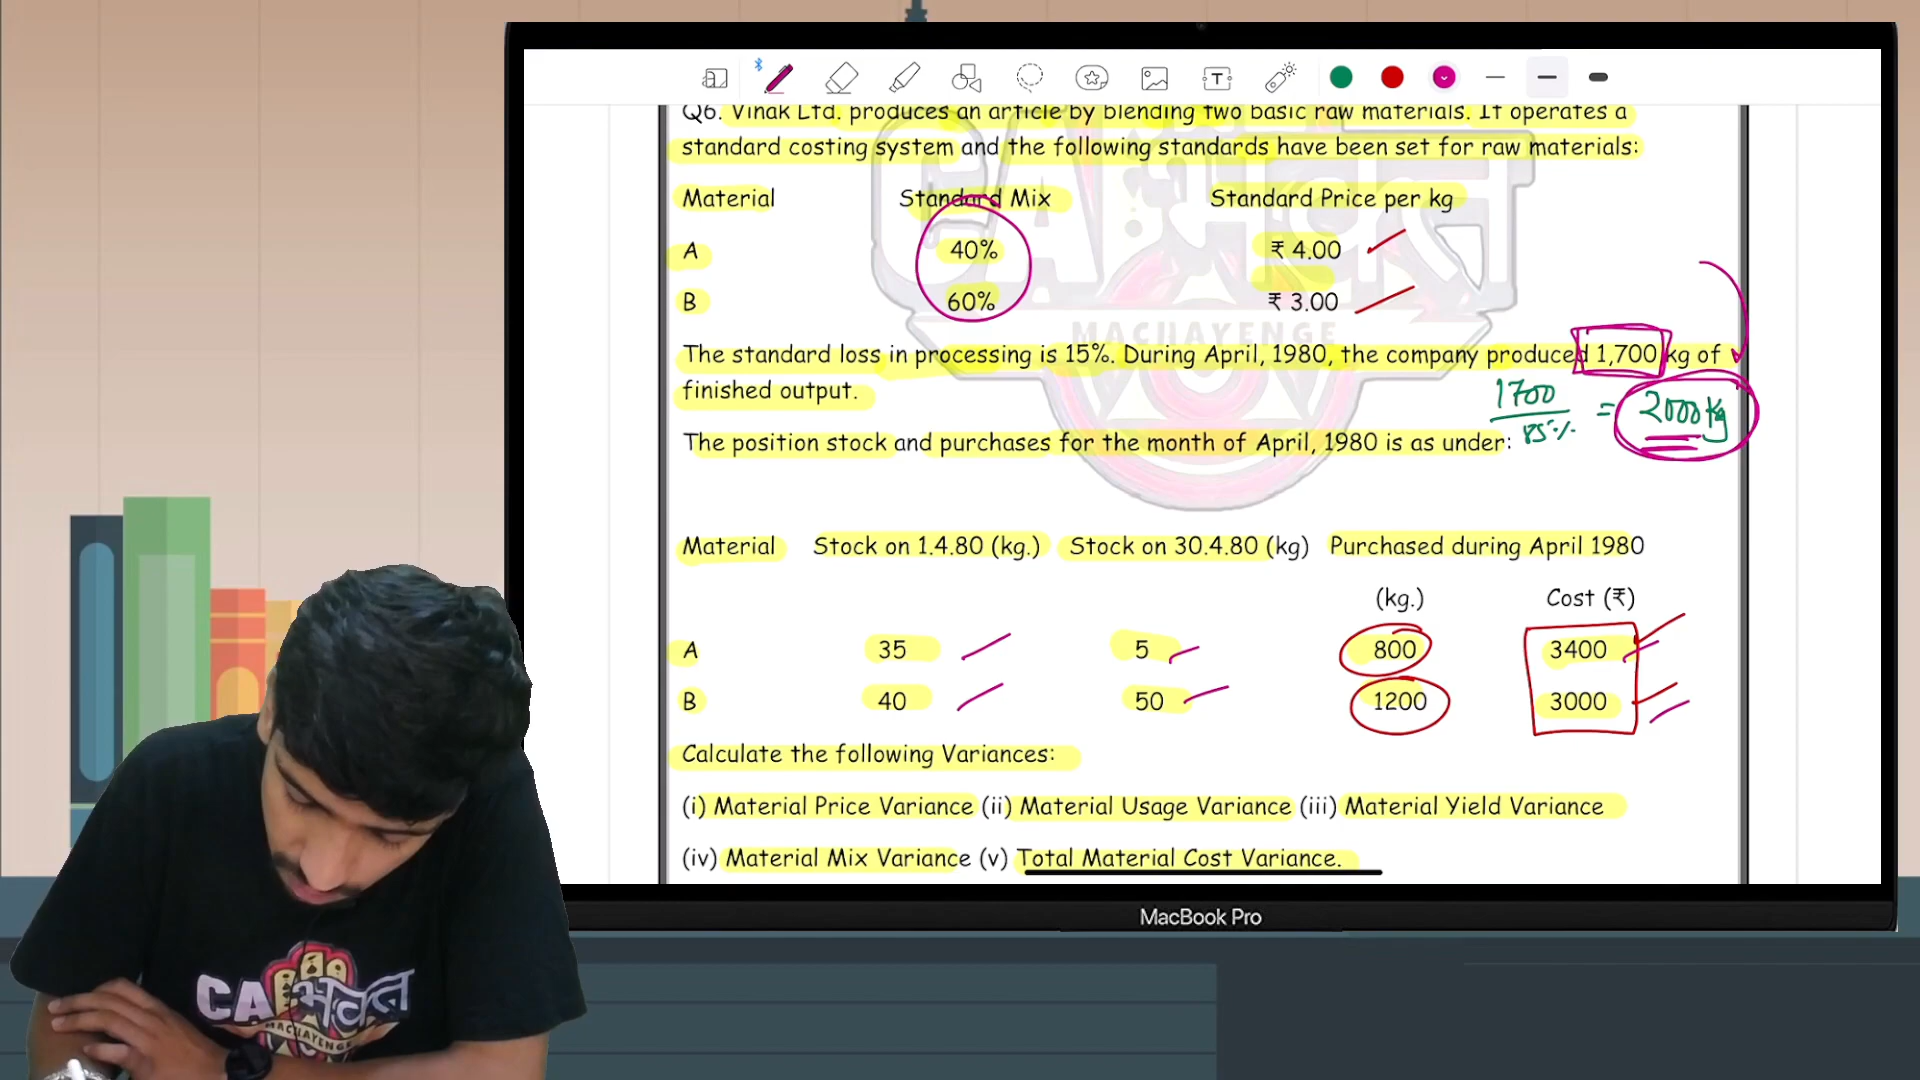 Q6. Vinak Ltd. produces an article by blending two basic raw materials. It operates a
standard costing system and the following standards have been set for raw materials:
Material Standard Mix Standard Price per kg
A 40% ₹ 4.00
B 60% ₹ 3.00
MACHAYENGE
The standard loss in processing is 15%. During April, 1980, the company produced 1,700 kg of
finished output.
1700
85% = 2000 kg
The position stock and purchases for the month of April, 1980 is as under:
Material Stock on 1.4.80 (kg.) Stock on 30.4.80 (kg) Purchased during April 1980
(kg.) Cost (₹)
A 35 5 800 3400
B 40 50 1200 3000
Calculate the following Variances:
(i) Material Price Variance (ii) Material Usage Variance (iii) Material Yield Variance
(iv) Material Mix Variance (v) Total Material Cost Variance.
MacBook Pro
CA भक्त
MACHAYENGE